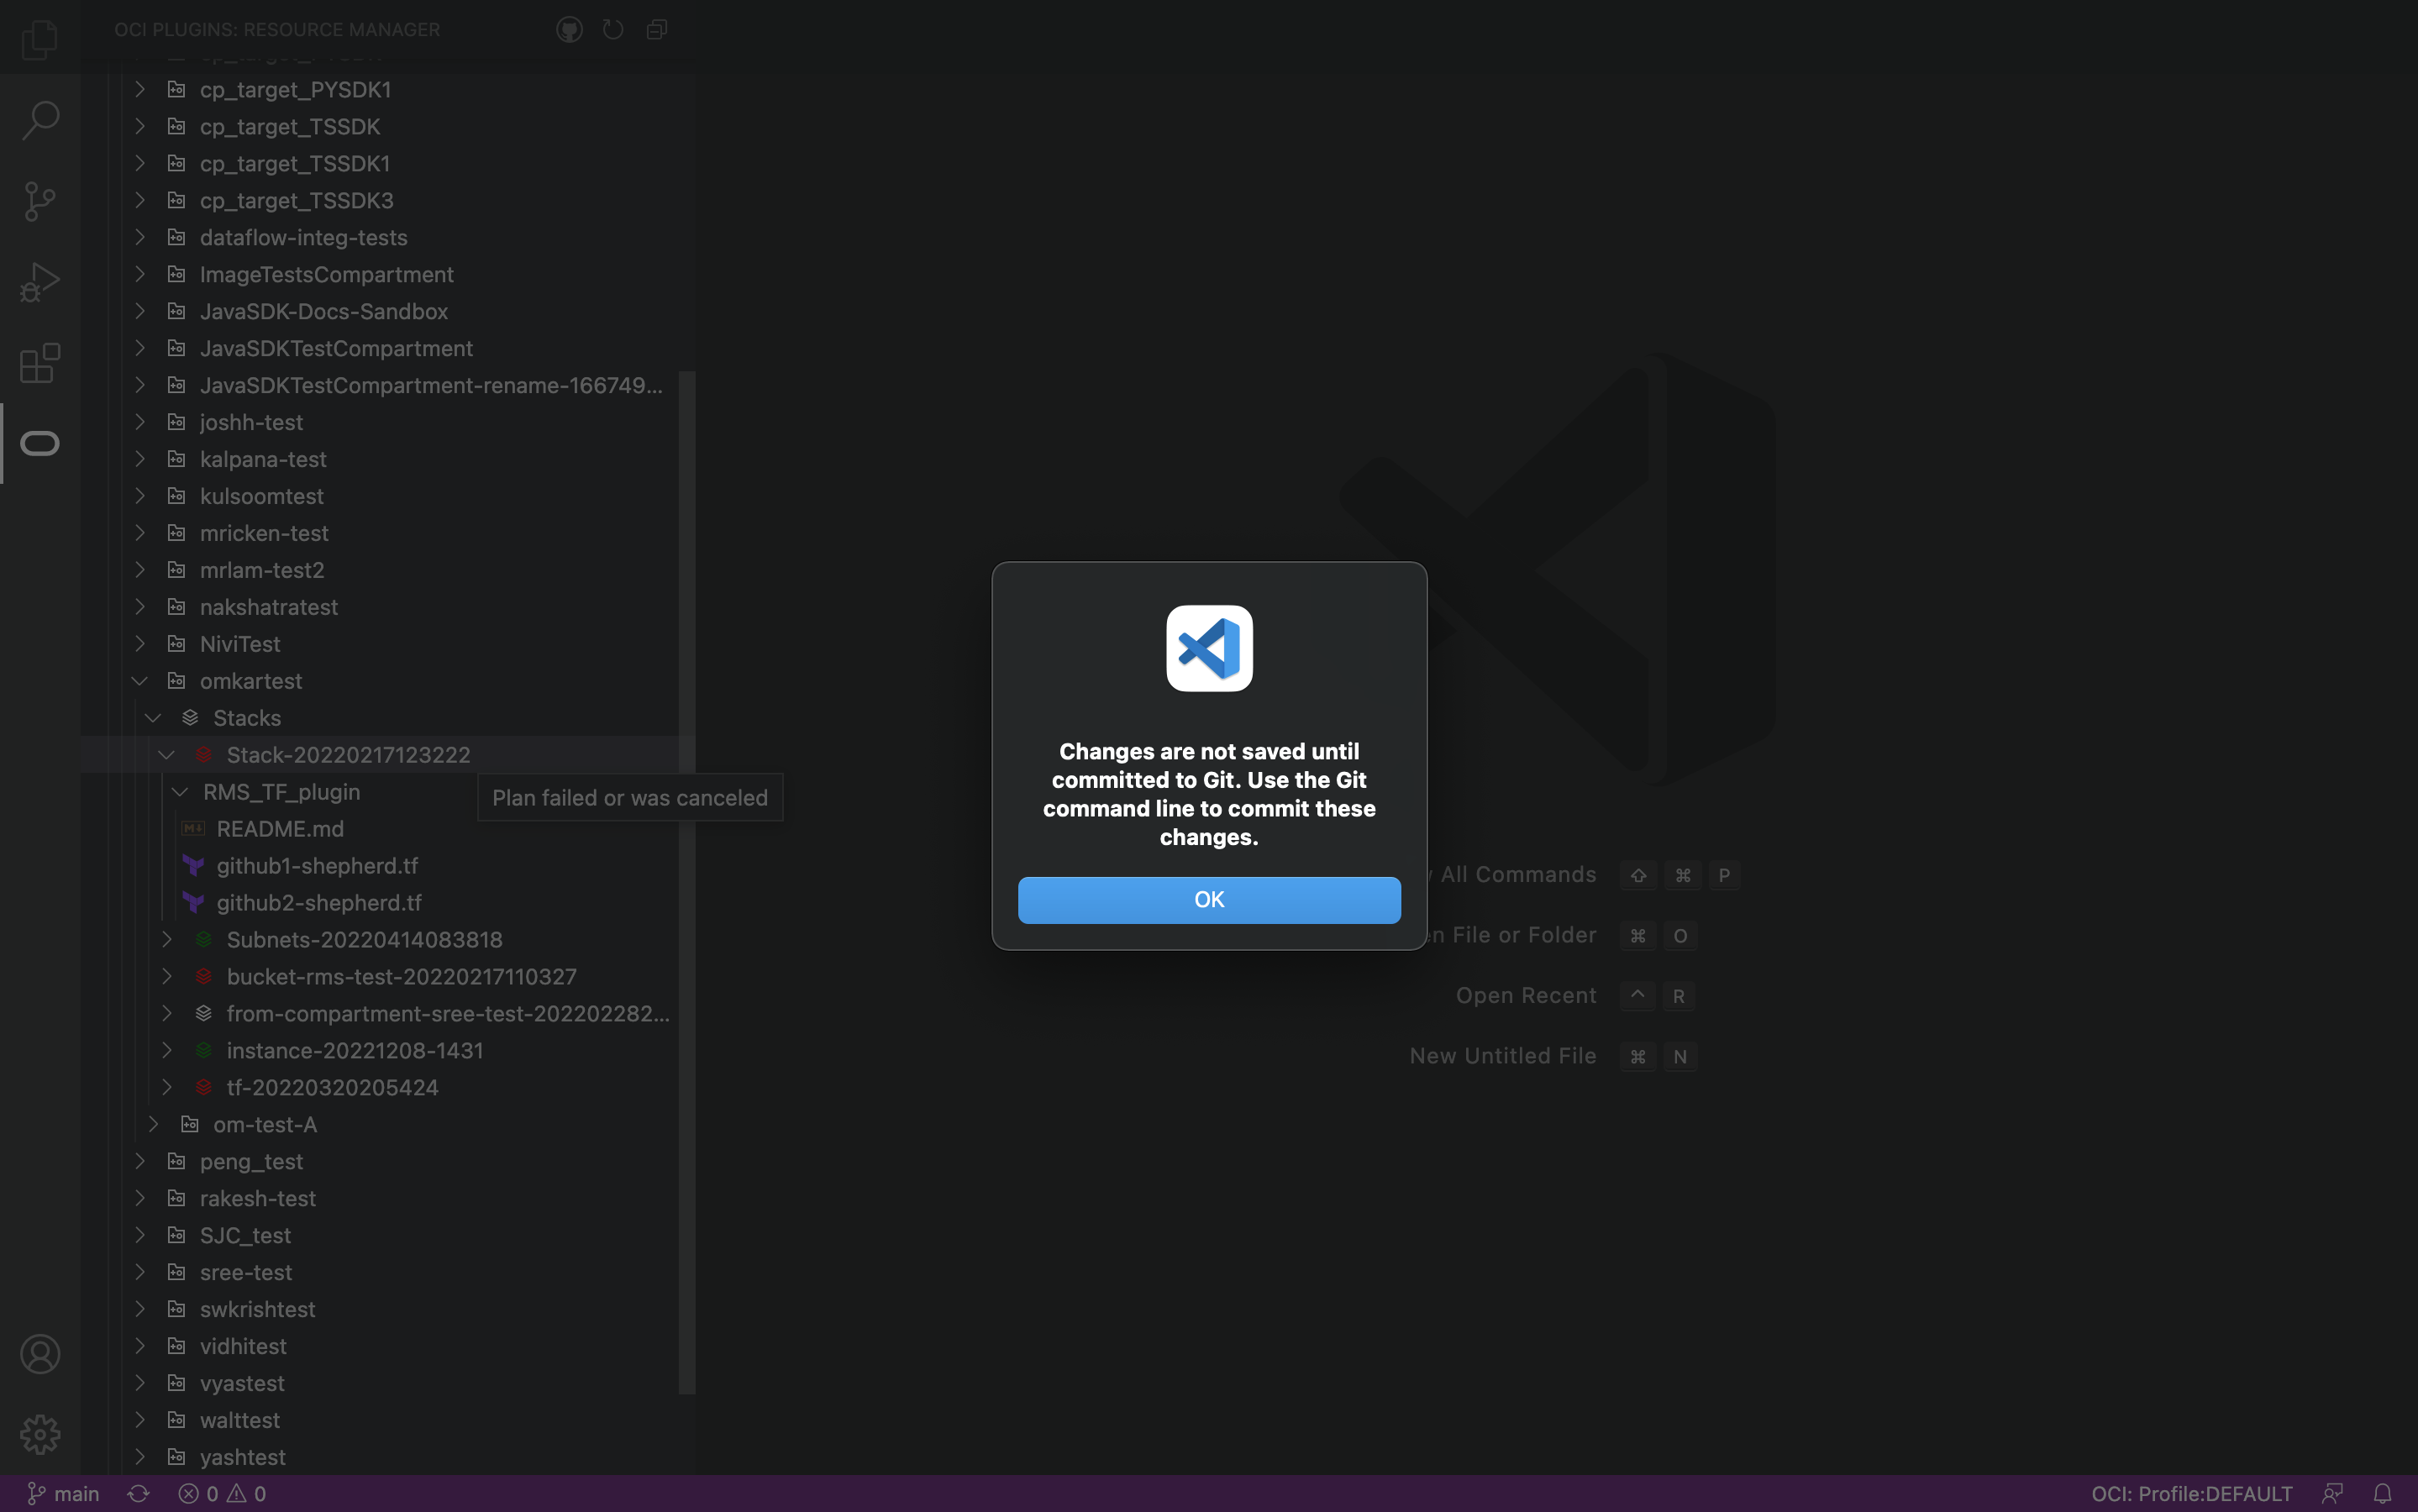 OCI PLUGINS: RESOURCE MANAGER
cp_target_PYSDK1
cp_target_TSSDK
cp_target_TSSDK1
cp_target_TSSDK3
dataflow-integ-tests
ImageTestsCompartment
JavaSDK-Docs-Sandbox
JavaSDKTestCompartment
JavaSDKTestCompartment-rename-166749...
joshh-test
kalpana-test
kulsoomtest
mricken-test
mrlam-test2
nakshatratest
NiviTest
omkartest
Stacks
Stack-20220217123222
RMS_TF_plugin
Plan failed or was canceled
README.md
github1-shepherd.tf
github2-shepherd.tf
Subnets-20220414083818
bucket-rms-test-20220217110327
from-compartment-sree-test-202202282...
instance-20221208-1431
tf-20220320205424
om-test-A
peng_test
rakesh-test
SJC_test
sree-test
swkrishtest
vidhitest
vyastest
walttest
yashtest
Changes are not saved until
committed to Git. Use the Git
command line to commit these
changes.
OK
All Commands ⇧ ⌘ P
File or Folder ⌘ O
Open Recent ^ R
New Untitled File ⌘ N
main 0 0 OCI: Profile:DEFAULT